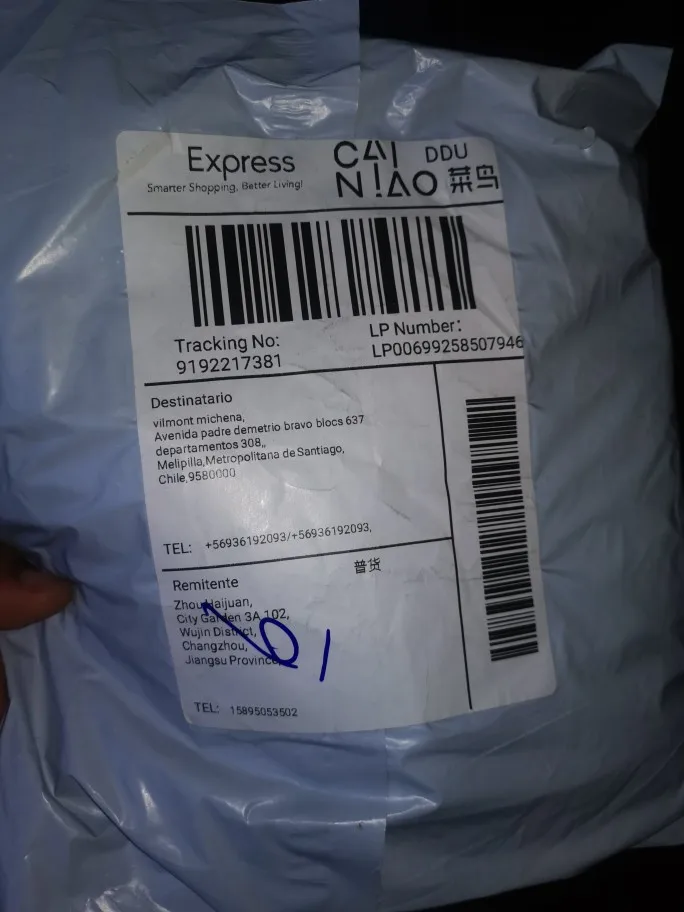 Express
Smarter Shopping, Better Living!
CAI
NIAO 菜鸟
DDU
Tracking No:
9192217381
LP Number:
LP00699258507946
Destinatario
vilmont michena,
Avenida padre demetrio bravo blocs 637
departamentos 308,,
Melipilla,Metropolitana de Santiago,
Chile,9580000
TEL: +56936192093/+56936192093,
Remitente
普货
Zhou Haijuan,
City Garden 3A 102,
Wujin District,
Changzhou,
Jiangsu Province
TEL: 15895053502